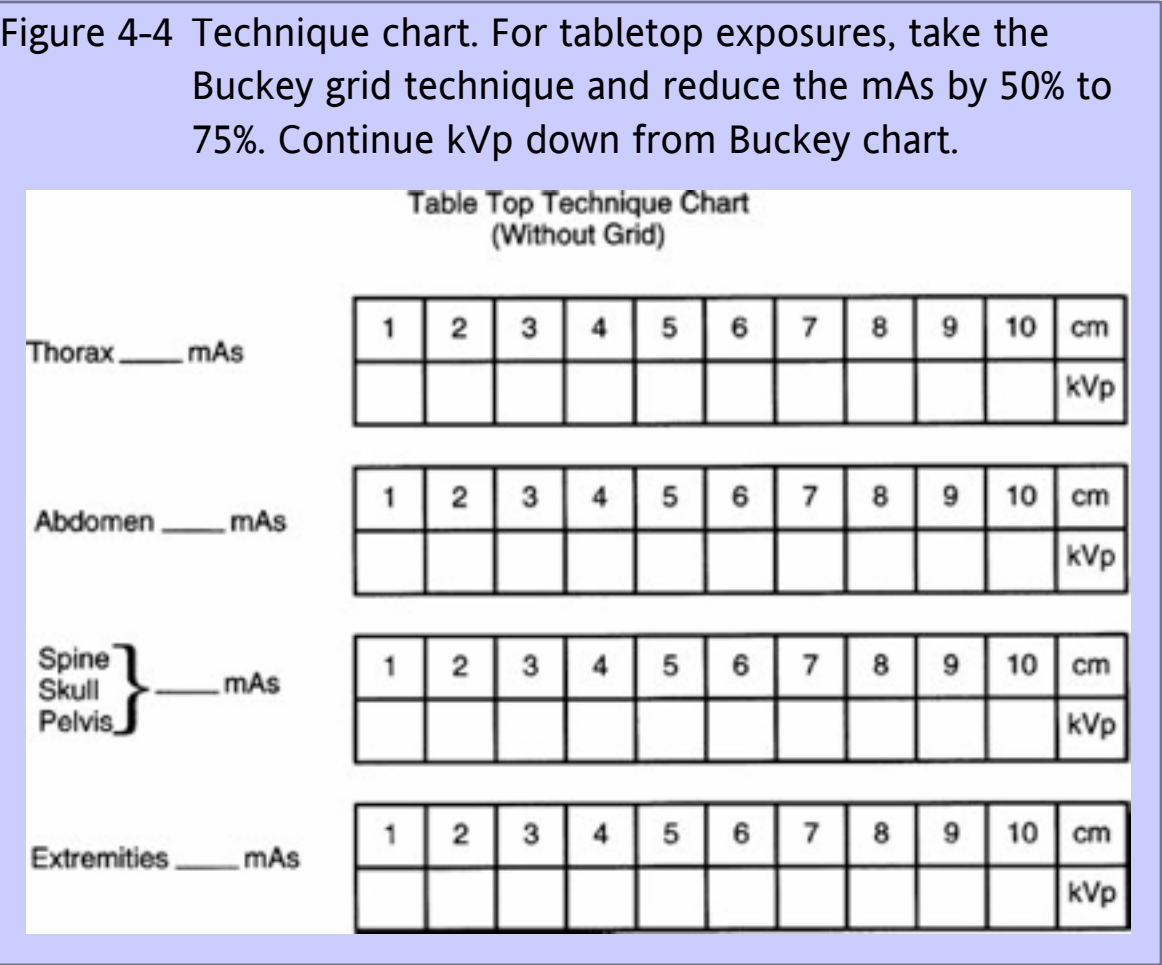 Figure 4-4 Technique chart. For tabletop exposures, take the
Buckey grid technique and reduce the mAs by 50% to
75%. Continue kVp down from Buckey chart.
Table Top Technique Chart
(Without Grid)
1 2 3 4 5 6 7 8 9 10 cm
Thorax ____ mAs
kVp
1 2 3 4 5 6 7 8 9 10 cm
Abdomen ____ mAs
kVp
Spine
Skull
Pelvis
____ mAs
1 2 3 4 5 6 7 8 9 10 cm
kVp
1 2 3 4 5 6 7 8 9 10 cm
Extremities ____ mAs
kVp